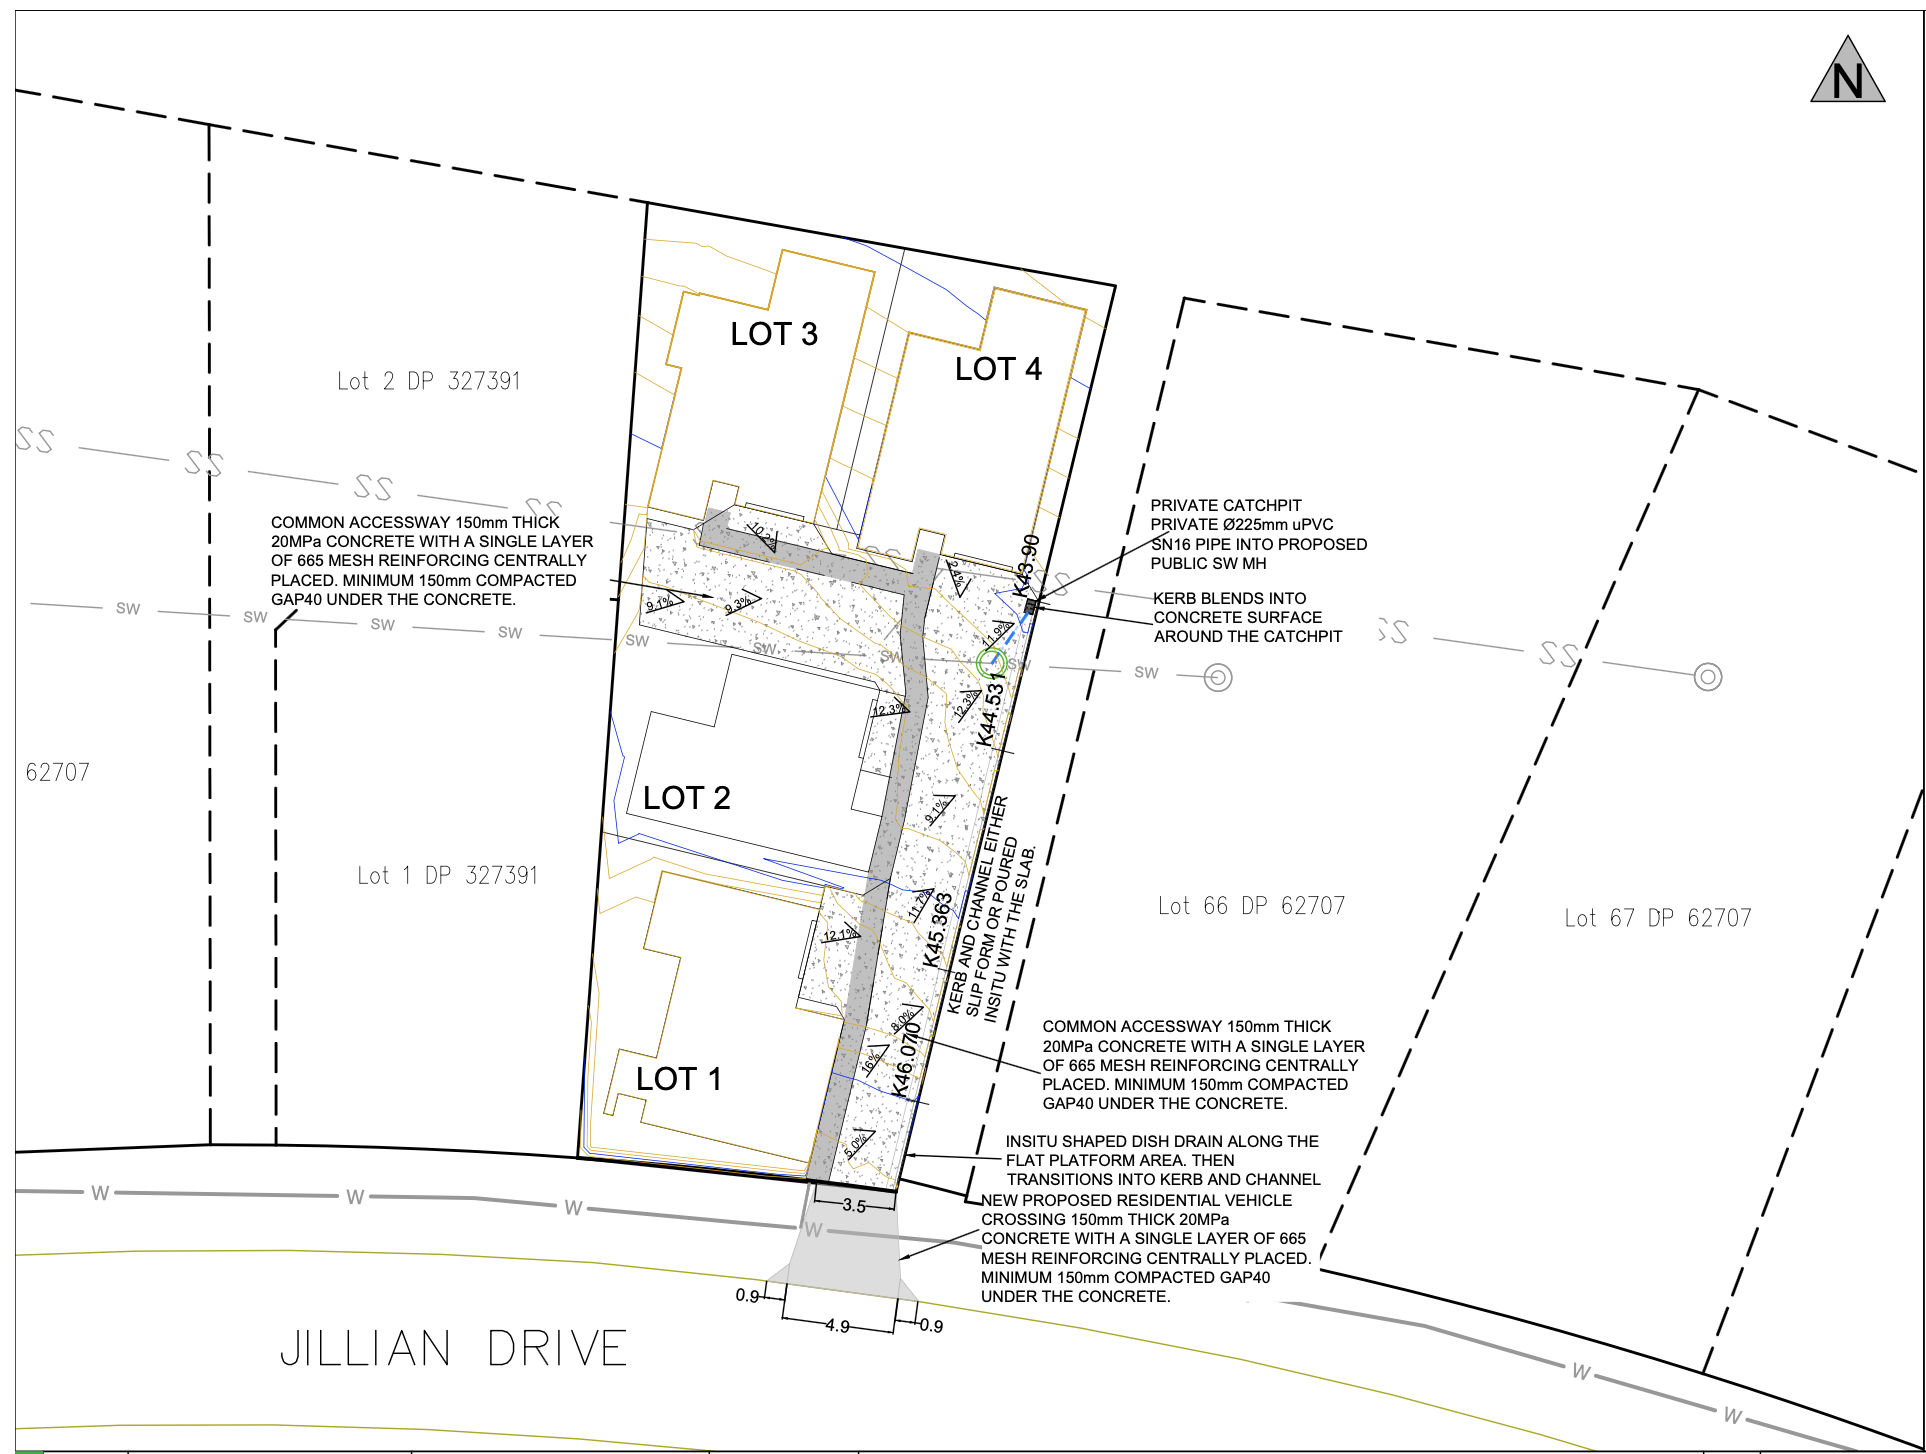 N
LOT 3
LOT 4
Lot 2 DP 327391
SS
SS
SS
SS
SS
SS
SS
SS
COMMON ACCESSWAY 150mm THICK
20MPa CONCRETE WITH A SINGLE LAYER
OF 665 MESH REINFORCING CENTRALLY
PLACED. MINIMUM 150mm COMPACTED
GAP40 UNDER THE CONCRETE.
PRIVATE CATCHPIT
PRIVATE Ø225mm uPVC
SN16 PIPE INTO PROPOSED
PUBLIC SW MH
KERB BLENDS INTO
CONCRETE SURFACE
AROUND THE CATCHPIT
10.2%
2.4%
K43.90
9.1%
9.3%
11.9%
SW
SW
SW
SW
SW
SW
SW
SW
SW
12.3%
12.3%
K44.531
62707
LOT 2
9.1%
KERB AND CHANNEL EITHER
SLIP FORM OR POURED
INSITU WITH THE SLAB.
Lot 1 DP 327391
Lot 66 DP 62707
Lot 67 DP 62707
11.7%
12.1%
K45.363
8.0%
16%
K46.070
LOT 1
COMMON ACCESSWAY 150mm THICK
20MPa CONCRETE WITH A SINGLE LAYER
OF 665 MESH REINFORCING CENTRALLY
PLACED. MINIMUM 150mm COMPACTED
GAP40 UNDER THE CONCRETE.
5.0%
INSITU SHAPED DISH DRAIN ALONG THE
FLAT PLATFORM AREA. THEN
TRANSITIONS INTO KERB AND CHANNEL
NEW PROPOSED RESIDENTIAL VEHICLE
CROSSING 150mm THICK 20MPa
CONCRETE WITH A SINGLE LAYER OF 665
MESH REINFORCING CENTRALLY PLACED.
MINIMUM 150mm COMPACTED GAP40
UNDER THE CONCRETE.
W
W
W
W
3.5
0.9
4.9
0.9
JILLIAN DRIVE
W
W